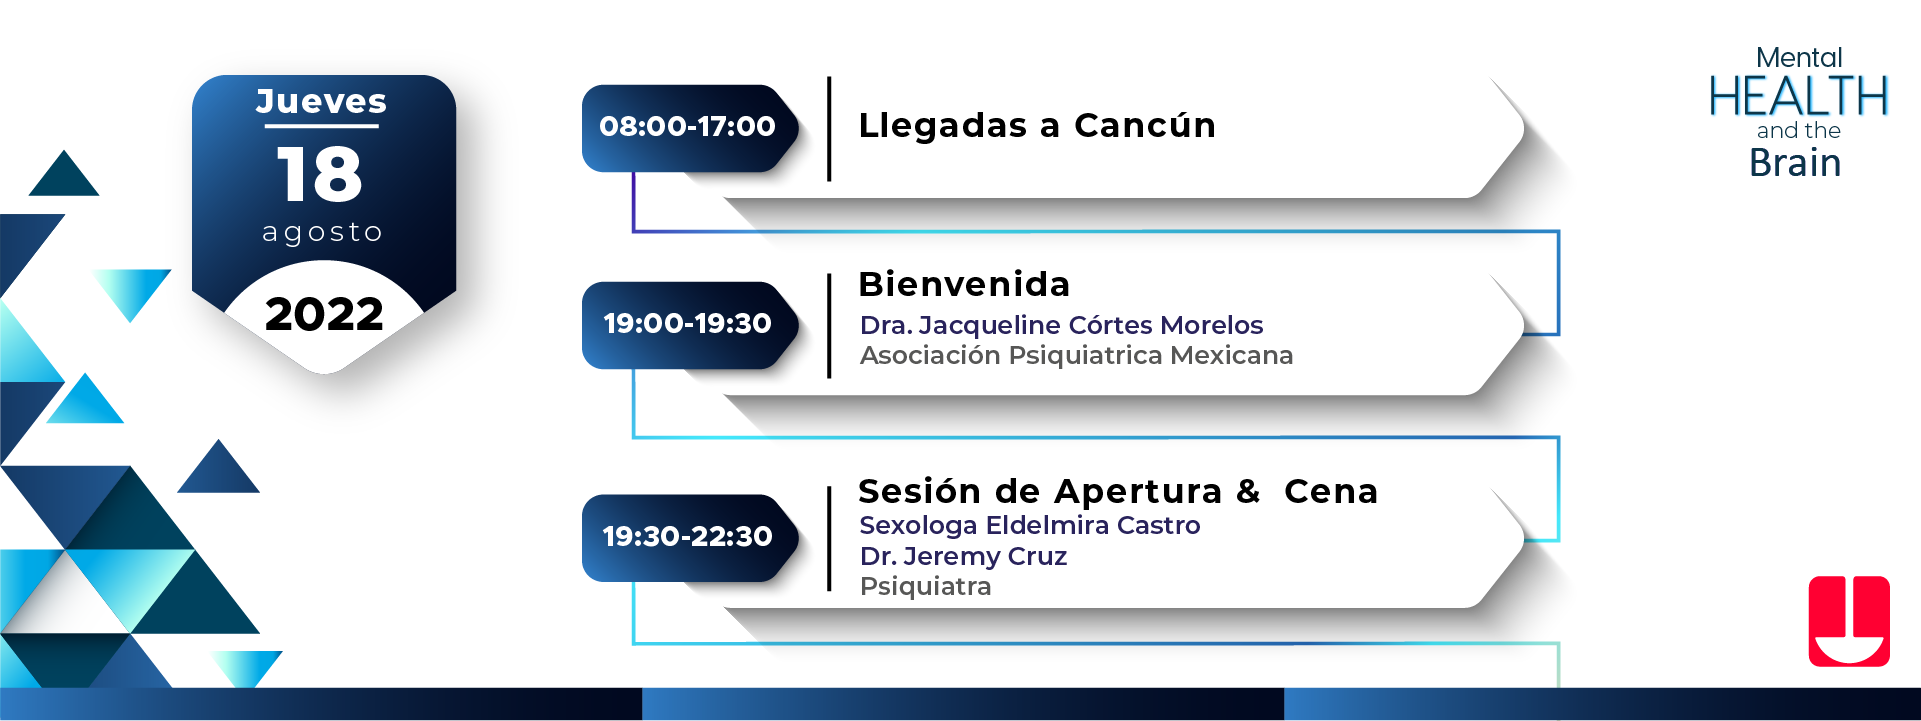 Jueves
18
agosto
2022
08:00-17:00
Llegadas a Cancún
19:00-19:30
Bienvenida
Dra. Jacqueline Córtes Morelos
Asociación Psiquiatrica Mexicana
19:30-22:30
Sesión de Apertura & Cena
Sexologa Eldelmira Castro
Dr. Jeremy Cruz
Psiquiatra
Mental
HEALTH
and the
Brain